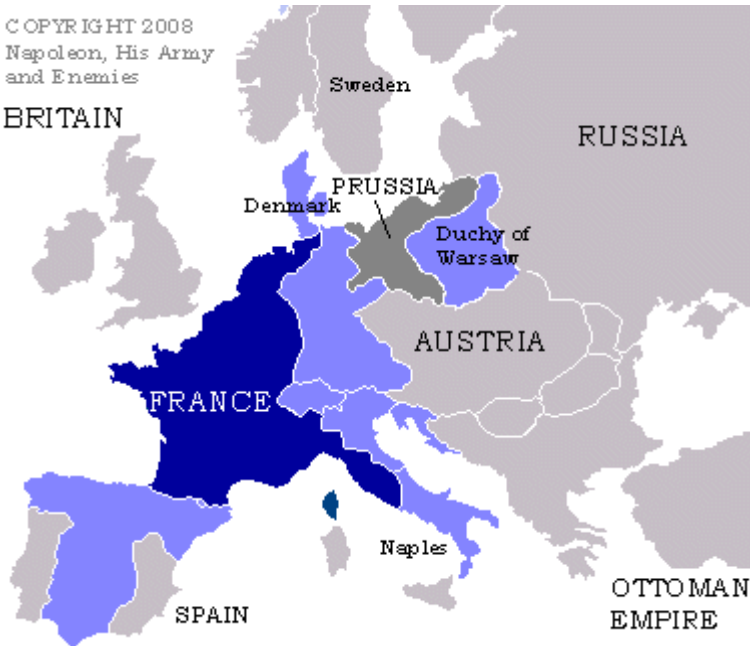 COPYRIGHT 2008
Napoleon, His Army
and Enemies
BRITAIN
Sweden
RUSSIA
PRUSSIA
Denmark
Duchy of
Warsaw
AUSTRIA
FRANCE
Naples
OTTOMAN
EMPIRE
SPAIN